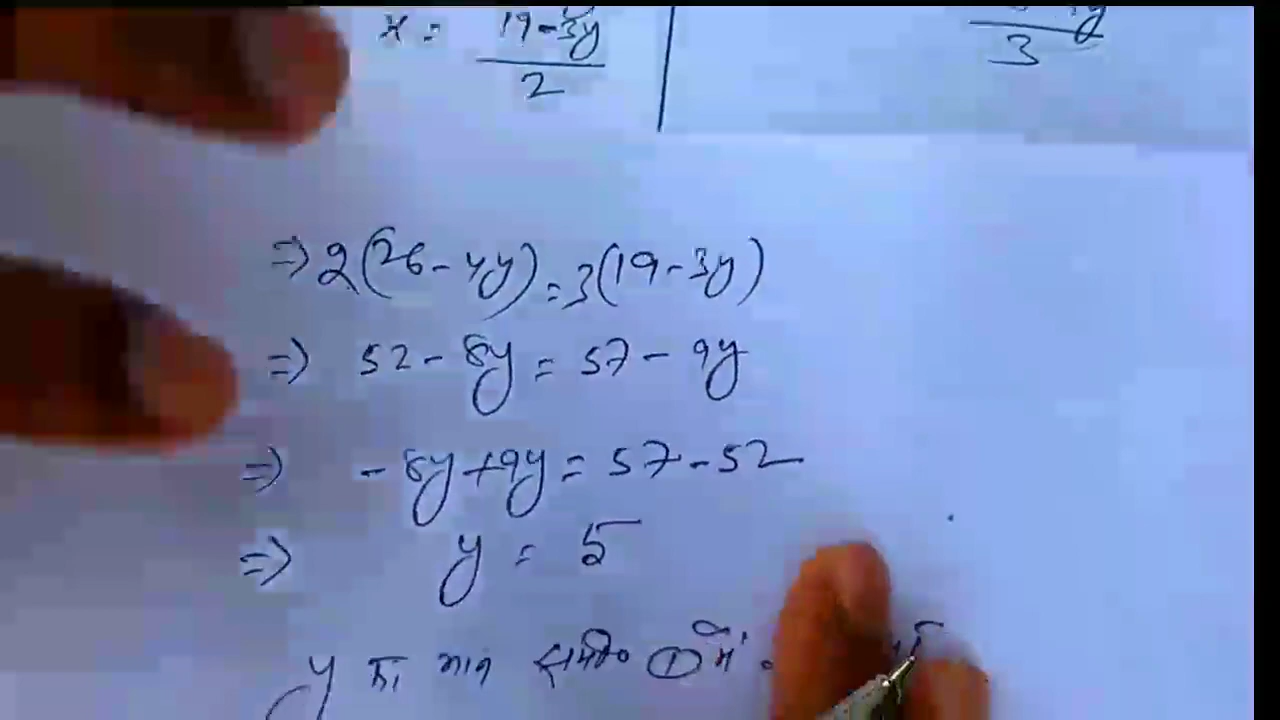 x = 19-3y / 2
3
⇒ 2(26-4y) = 3(19-3y)
⇒ 52 - 8y = 57 - 9y
⇒ - 8y + 9y = 57 - 52
⇒ y = 5
y का मान समी० ① में